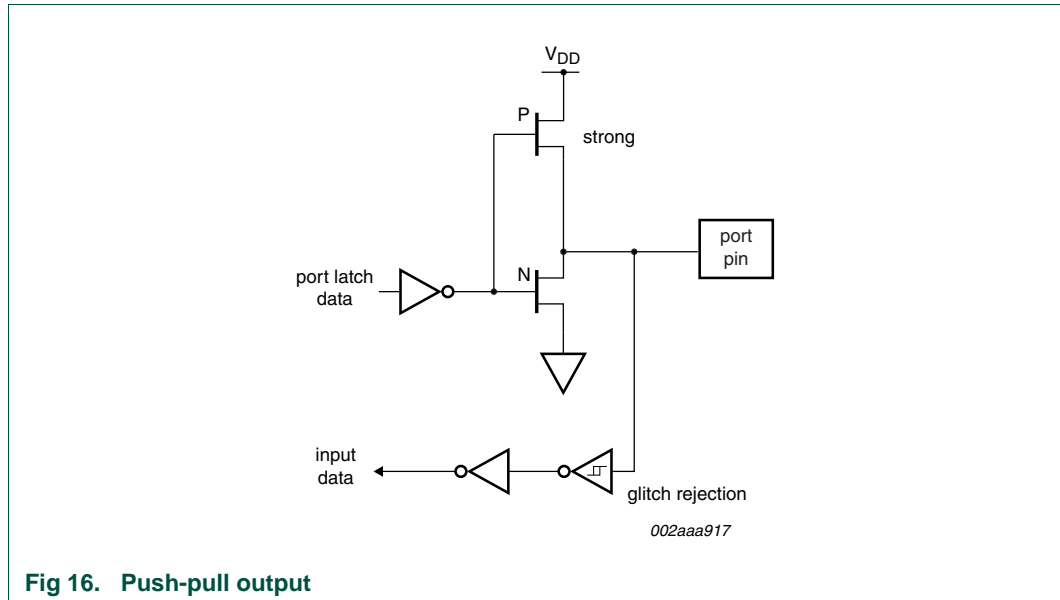 VDD
P
strong
port
pin
N
port latch
data
input
data
glitch rejection
002aaa917
Fig 16. Push-pull output